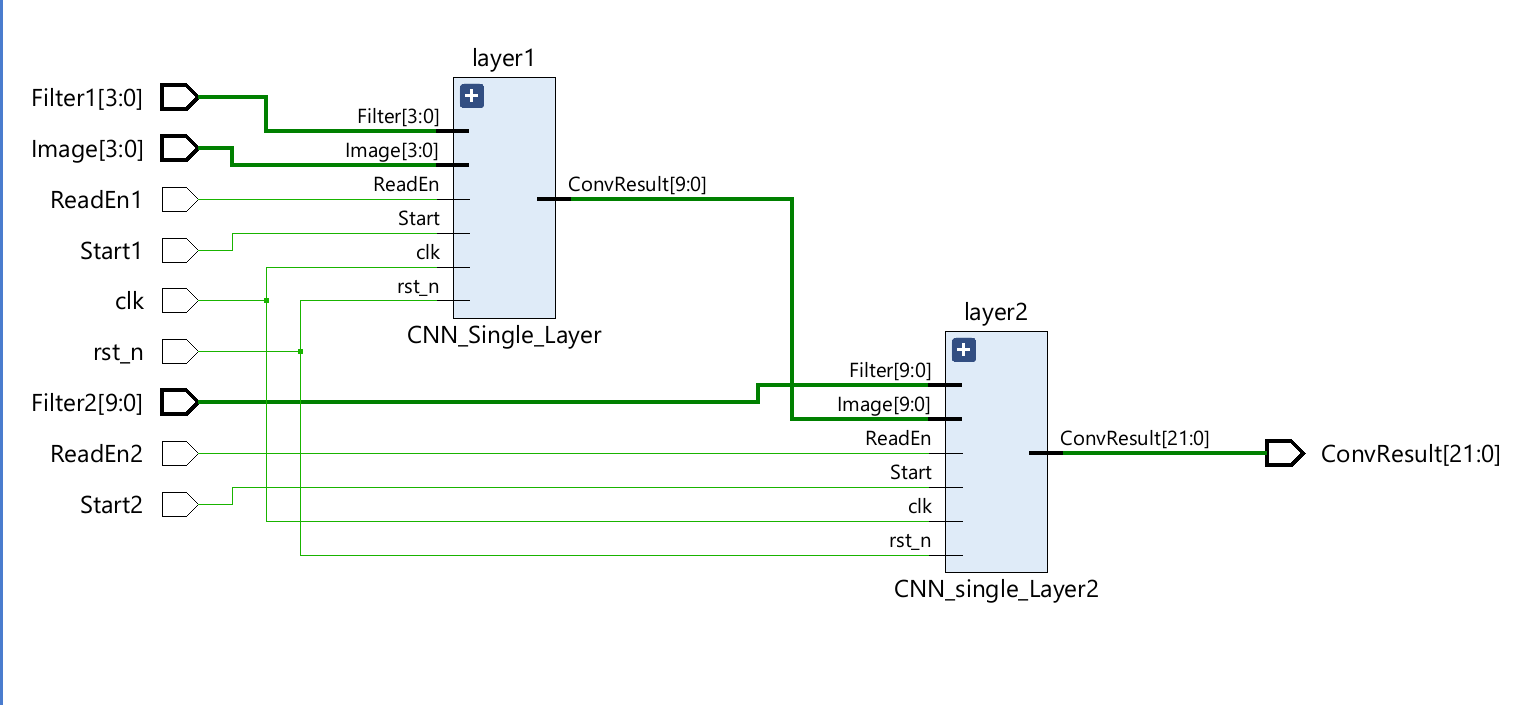 layer1
Filter1[3:0]
Filter[3:0]
Image[3:0]
Image[3:0]
ReadEn1
ReadEn
ConvResult[9:0]
Start1
Start
clk
clk
rst_n
rst_n
CNN_Single_Layer
layer2
Filter2[9:0]
Filter[9:0]
Image[9:0]
ReadEn2
ReadEn
ConvResult[21:0]
ConvResult[21:0]
Start2
Start
clk
rst_n
CNN_single_Layer2